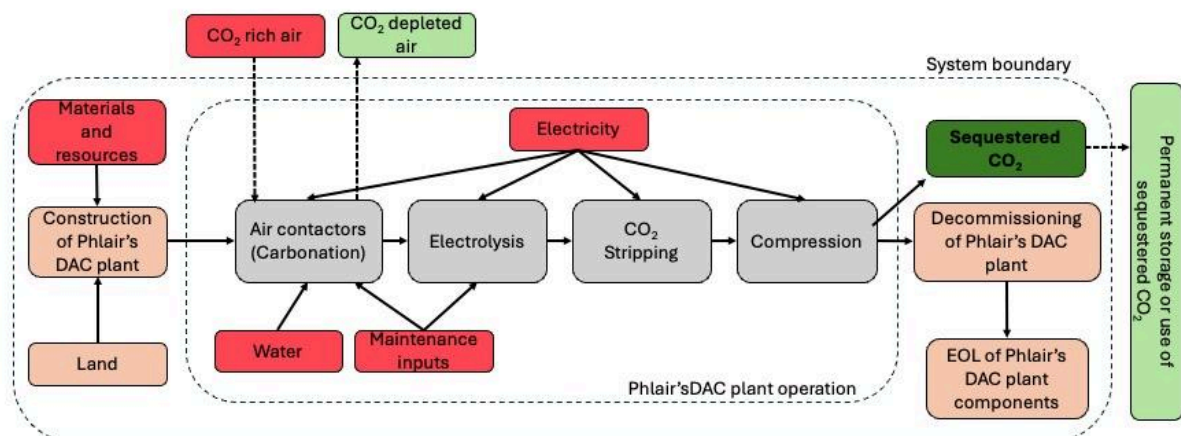 CO₂ rich air
CO₂ depleted
air
System boundary
Materials
and
resources
Electricity
Sequestered
CO₂
Permanent storage or use of
sequestered CO₂
Construction
of Phlair's
DAC plant
Air contactors
(Carbonation)
Electrolysis
CO₂
Stripping
Compression
Decommissioning
of Phlair's DAC
plant
Land
Water
Maintenance
inputs
EOL of Phlair's
DAC plant
components
Phlair'sDAC plant operation